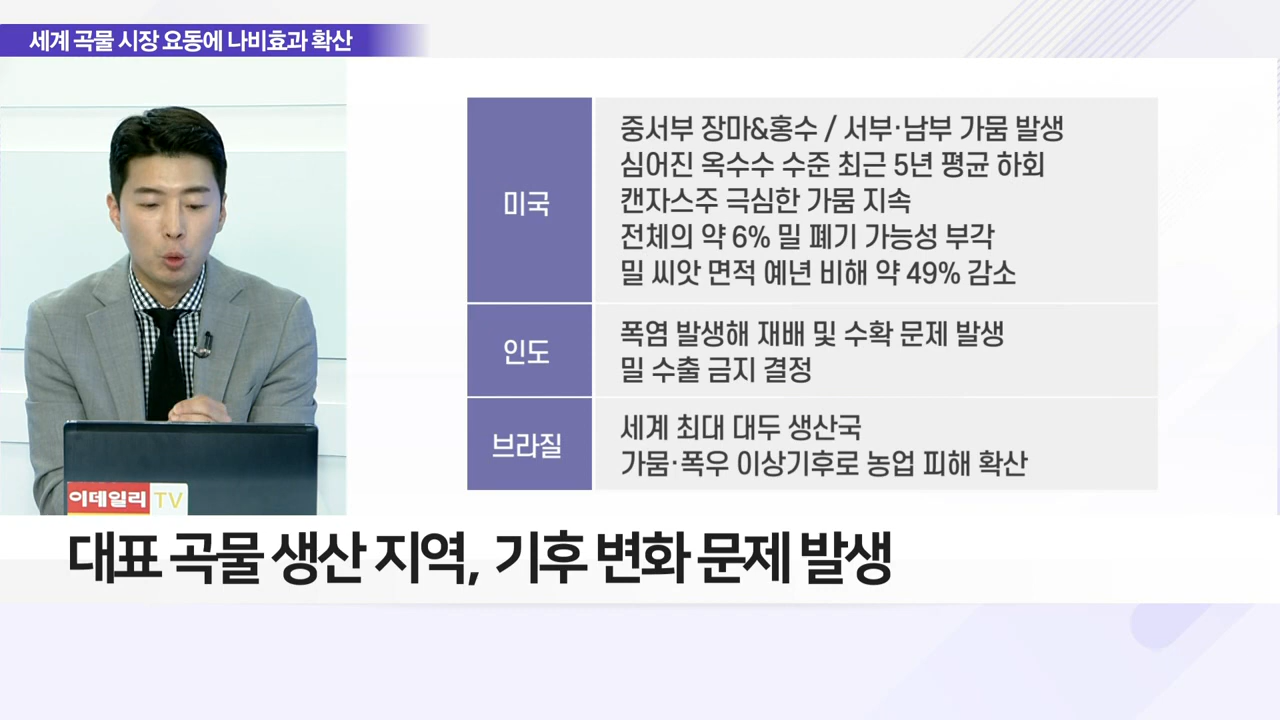 세계 곡물 시장 요동에 나비효과 확산
미국
중서부 장마&홍수 / 서부·남부 가뭄 발생
심어진 옥수수 수준 최근 5년 평균 하회
캔자스주 극심한 가뭄 지속
전체의 약 6% 밀 폐기 가능성 부각
밀 씨앗 면적 예년 비해 약 49% 감소
인도
폭염 발생해 재배 및 수확 문제 발생
밀 수출 금지 결정
브라질
세계 최대 대두 생산국
가뭄·폭우 이상기후로 농업 피해 확산
이데일리 TV
대표 곡물 생산 지역, 기후 변화 문제 발생